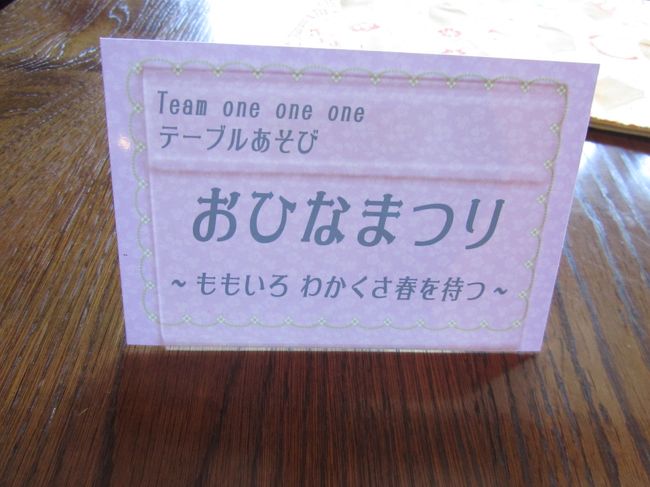 Team one one one
テーブルあそび
おひなまつり
~ ももいろ わかくさ春を待つ ~